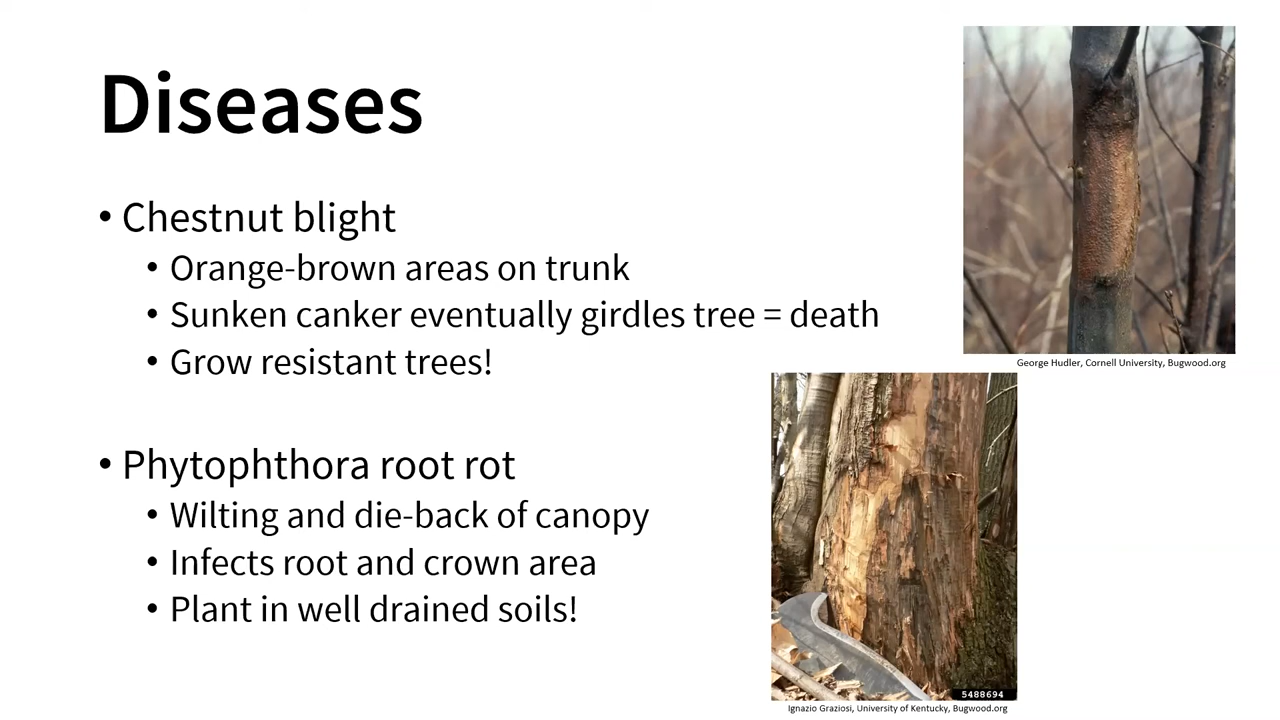 Diseases
• Chestnut blight
• Orange-brown areas on trunk
• Sunken canker eventually girdles tree = death
• Grow resistant trees!
George Hudler, Cornell University, Bugwood.org
• Phytophthora root rot
• Wilting and die-back of canopy
• Infects root and crown area
• Plant in well drained soils!
5488694
Ignazio Graziosi, University of Kentucky, Bugwood.org